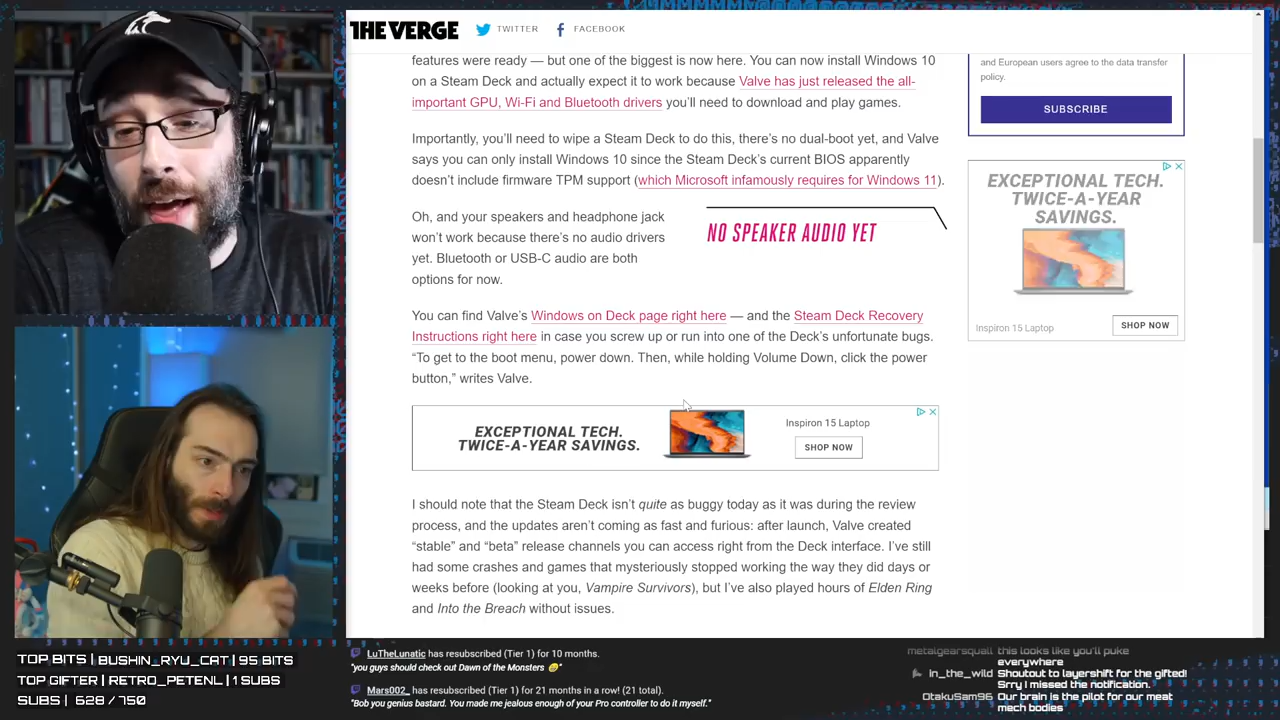 THE VERGE
TWITTER
FACEBOOK
features were ready — but one of the biggest is now here. You can now install Windows 10
on a Steam Deck and actually expect it to work because Valve has just released the all-
important GPU, Wi-Fi and Bluetooth drivers you’ll need to download and play games.
Importantly, you’ll need to wipe a Steam Deck to do this, there’s no dual-boot yet, and Valve
says you can only install Windows 10 since the Steam Deck’s current BIOS apparently
doesn’t include firmware TPM support (which Microsoft infamously requires for Windows 11).
Oh, and your speakers and headphone jack
won’t work because there’s no audio drivers
yet. Bluetooth or USB-C audio are both
options for now.
NO SPEAKER AUDIO YET
You can find Valve’s Windows on Deck page right here — and the Steam Deck Recovery
Instructions right here in case you screw up or run into one of the Deck’s unfortunate bugs.
“To get to the boot menu, power down. Then, while holding Volume Down, click the power
button,” writes Valve.
EXCEPTIONAL TECH.
TWICE-A-YEAR SAVINGS.
Inspiron 15 Laptop
SHOP NOW
I should note that the Steam Deck isn’t quite as buggy today as it was during the review
process, and the updates aren’t coming as fast and furious: after launch, Valve created
“stable” and “beta” release channels you can access right from the Deck interface. I’ve still
had some crashes and games that mysteriously stopped working the way they did days or
weeks before (looking at you, Vampire Survivors), but I’ve also played hours of Elden Ring
and Into the Breach without issues.
and European users agree to the data transfer
policy.
SUBSCRIBE
EXCEPTIONAL TECH.
TWICE-A-YEAR
SAVINGS.
Inspiron 15 Laptop
SHOP NOW
TOP BITS | BUSHIN_RYU_CAT | 95 BITS
TOP GIFTER | RETRO_PETENL | 1 SUBS
SUBS | 628 / 750
LuTheLunatic has resubscribed (Tier 1) for 10 months.
"you guys should check out Dawn of the Monsters 😄"
Mars002_ has resubscribed (Tier 1) for 21 months in a row! (21 total).
"Bob you genius bastard. You made me jealous enough of your Pro controller to do it myself."
metalgearsquall this looks like you'll puke
everywhere
in_the_wild Shoutout to layershift for the gifted!
Srry I missed the notification.
OtakuSam96 Our brain is the pilot for our meat
mech bodies